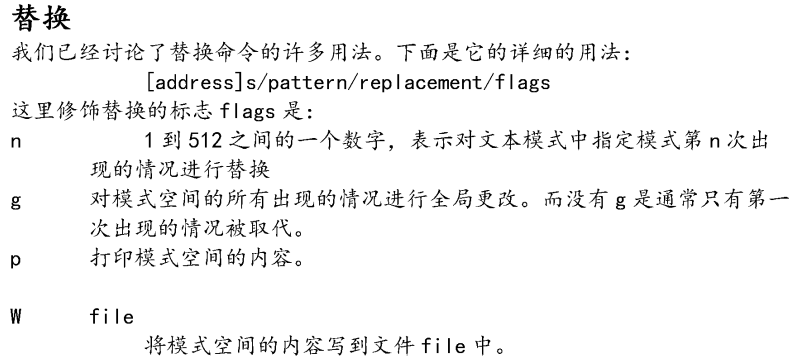 替换
我们已经讨论了替换命令的许多用法。下面是它的详细的用法：
[address]s/pattern/replacement/flags
这里修饰替换的标志 flags 是：
n 1 到 512 之间的一个数字，表示对文本模式中指定模式第 n 次出
现的情况进行替换
g 对模式空间的所有出现的情况进行全局更改。而没有 g 是通常只有第一
次出现的情况被取代。
p 打印模式空间的内容。
W file
将模式空间的内容写到文件 file 中。